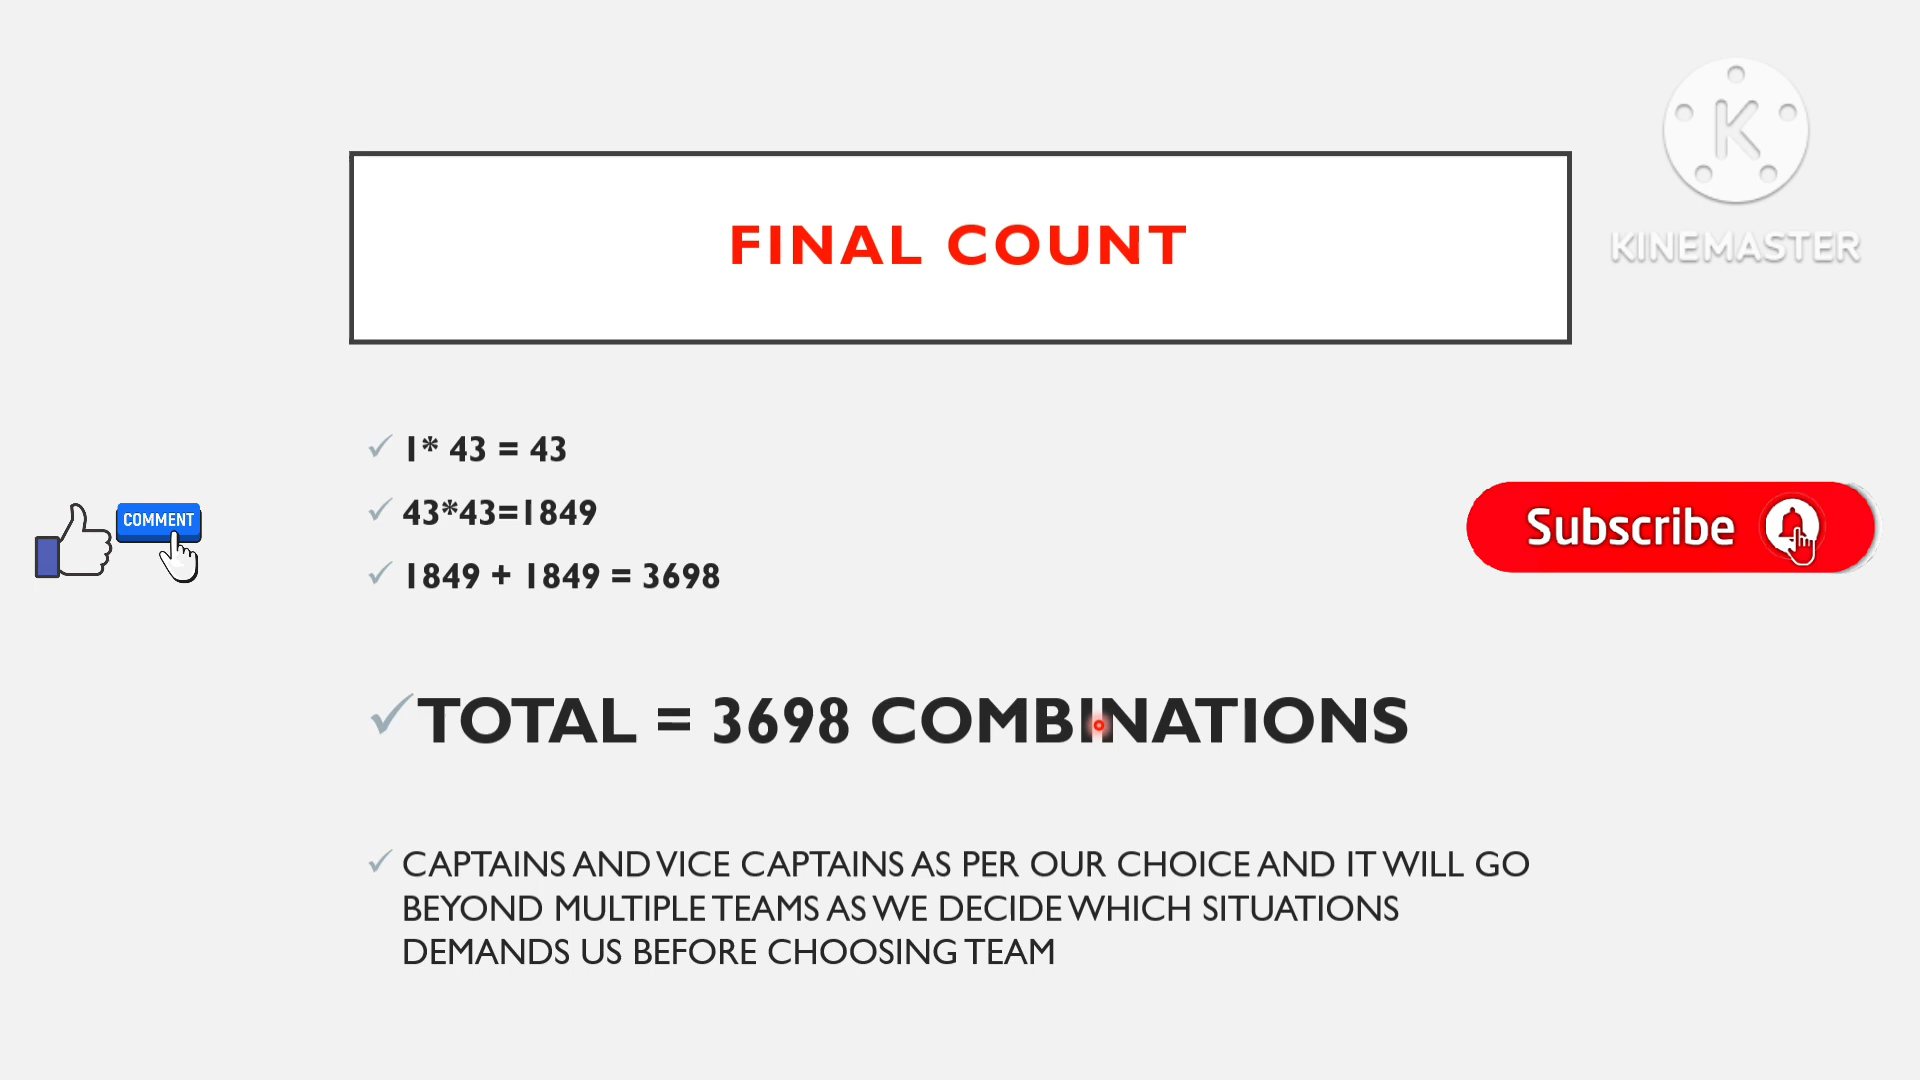 K
KINEMASTER
FINAL COUNT
1* 43 = 43
43*43=1849
1849 + 1849 = 3698
COMMENT
Subscribe
TOTAL = 3698 COMBINATIONS
CAPTAINS AND VICE CAPTAINS AS PER OUR CHOICE AND IT WILL GO
BEYOND MULTIPLE TEAMS AS WE DECIDE WHICH SITUATIONS
DEMANDS US BEFORE CHOOSING TEAM